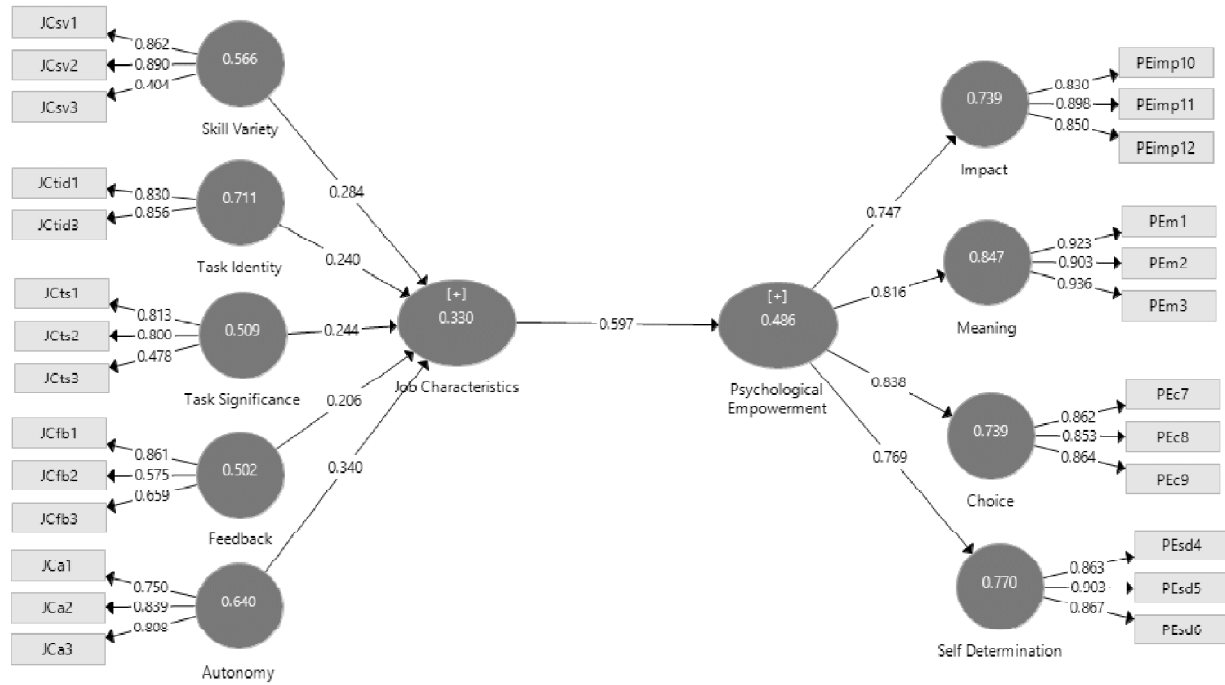 JCsv1
0.862
JCsv2
0.890
JCsv3
0.404
0.566
Skill Variety
0.284
JCtid1
0.830
JCtid3
0.856
0.711
Task Identity
0.240
JCts1
0.813
JCts2
0.800
JCts3
0.478
0.509
Task Significance
0.244
JCfb1
0.861
JCfb2
0.575
JCfb3
0.659
0.502
Feedback
0.206
JCa1
0.750
JCa2
0.839
JCa3
0.808
0.640
Autonomy
0.340
[+]
0.330
Job Characteristics
0.597
[+]
0.486
Psychological
Empowerment
0.747
0.739
Impact
0.830
PEimp10
0.898
PEimp11
0.850
PEimp12
0.816
0.847
Meaning
0.923
PEm1
0.903
PEm2
0.936
PEm3
0.838
0.739
Choice
0.862
PEc7
0.853
PEc8
0.864
PEc9
0.769
0.770
Self Determination
0.863
PEsd4
0.903
PEsd5
0.867
PEsd6